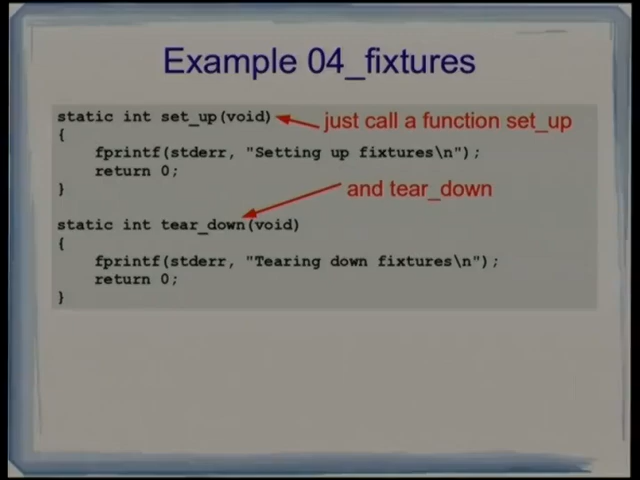 Example 04_fixtures
static int set_up(void)
just call a function set_up
{
fprintf(stderr, "Setting up fixtures\n");
return 0;
}
and tear_down
static int tear_down(void)
{
fprintf(stderr, "Tearing down fixtures\n");
return 0;
}